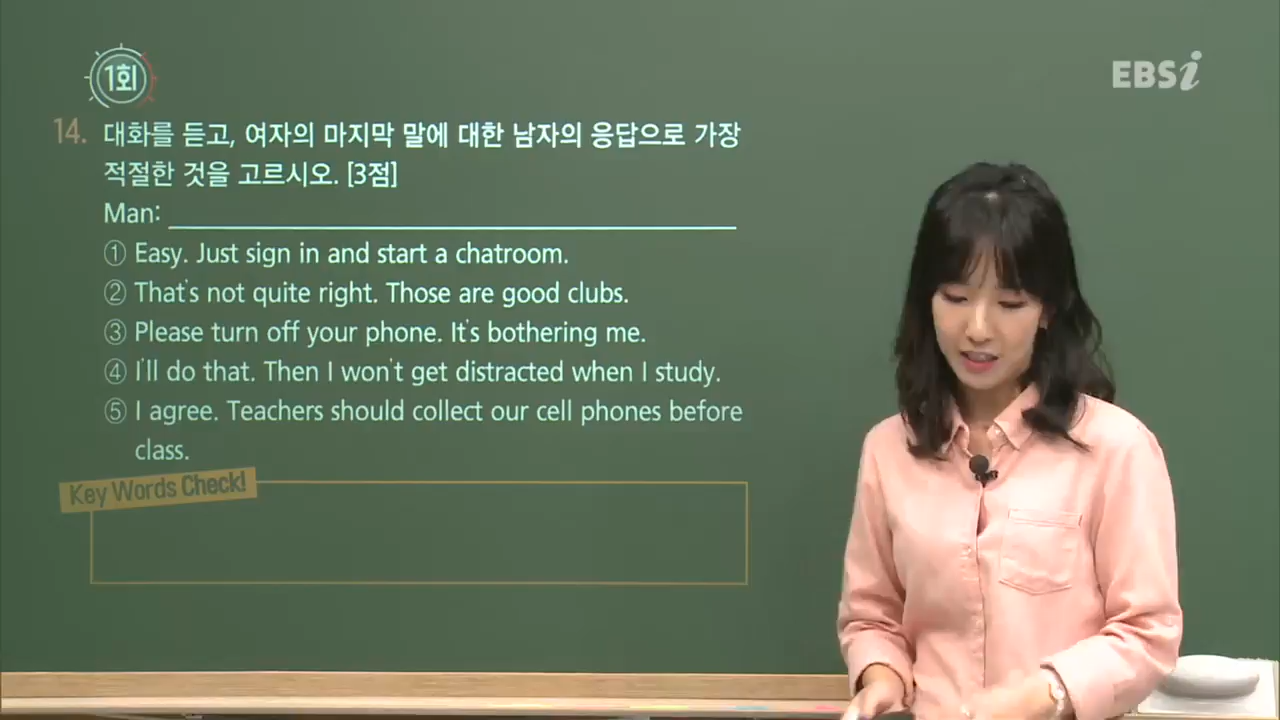 1회
EBSi
14. 대화를 듣고, 여자의 마지막 말에 대한 남자의 응답으로 가장
적절한 것을 고르시오. [3점]
Man:
① Easy. Just sign in and start a chatroom.
② That's not quite right. Those are good clubs.
③ Please turn off your phone. It's bothering me.
④ I'll do that. Then I won't get distracted when I study.
⑤ I agree. Teachers should collect our cell phones before
class.
Key Words Check!